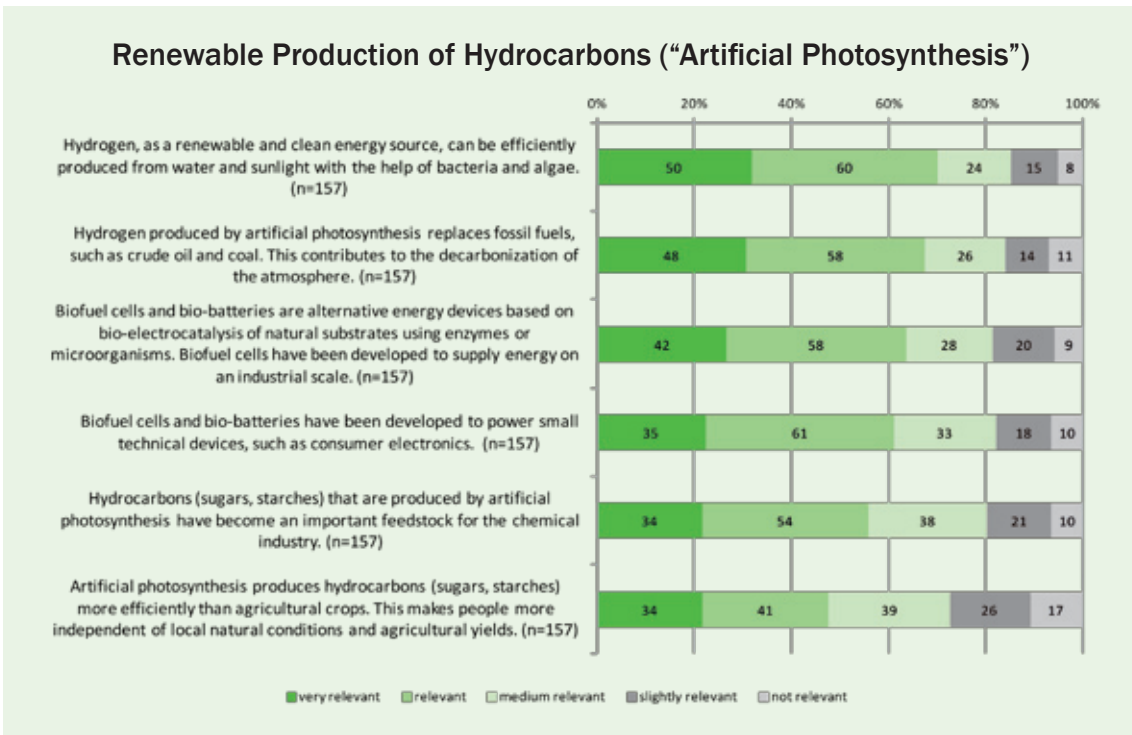 Renewable Production of Hydrocarbons (“Artificial Photosynthesis”)
0% 20% 40% 60% 80% 100%
Hydrogen, as a renewable and clean energy source, can be efficiently
produced from water and sunlight with the help of bacteria and algae.
(n=157)
50 60 24 15 8
Hydrogen produced by artificial photosynthesis replaces fossil fuels,
such as crude oil and coal. This contributes to the decarbonization of
the atmosphere. (n=157)
48 58 26 14 11
Biofuel cells and bio-batteries are alternative energy devices based on
bio-electrocatalysis of natural substrates using enzymes or
microorganisms. Biofuel cells have been developed to supply energy on
an industrial scale. (n=157)
42 58 28 20 9
Biofuel cells and bio-batteries have been developed to power small
technical devices, such as consumer electronics. (n=157)
35 61 33 18 10
Hydrocarbons (sugars, starches) that are produced by artificial
photosynthesis have become an important feedstock for the chemical
industry. (n=157)
34 54 38 21 10
Artificial photosynthesis produces hydrocarbons (sugars, starches)
more efficiently than agricultural crops. This makes people more
independent of local natural conditions and agricultural yields. (n=157)
34 41 39 26 17
very relevant relevant medium relevant slightly relevant not relevant